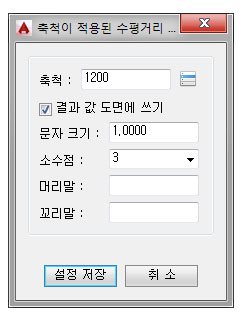 축척이 적용된 수평거리 ...
축척 : 1200
결과 값 도면에 쓰기
문자 크기 : 1.0000
소수점 : 3
머리말 :
꼬리말 :
설정 저장 취 소